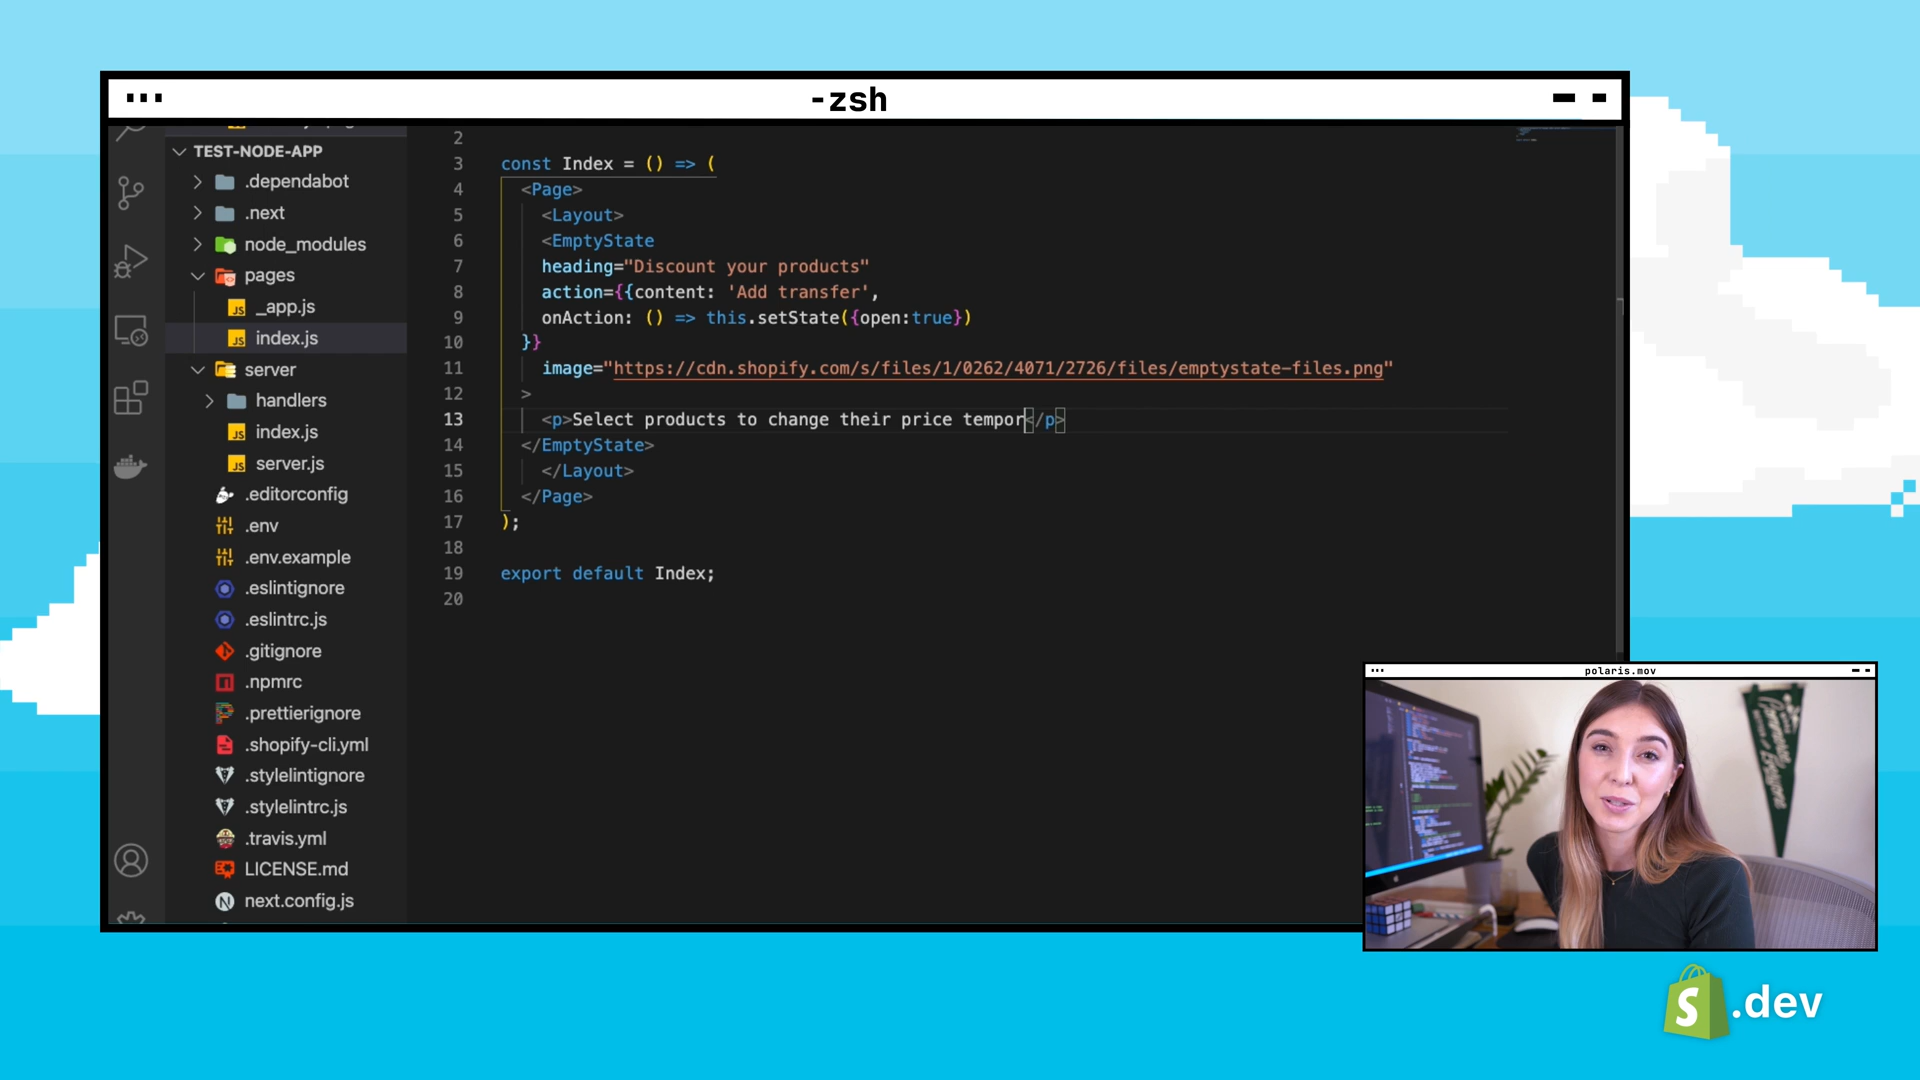 -zsh
TEST-NODE-APP
.dependabot
.next
node_modules
pages
_app.js
index.js
server
handlers
index.js
server.js
.editorconfig
.env
.env.example
.eslintignore
.eslintrc.js
.gitignore
.npmrc
.prettierignore
.shopify-cli.yml
.stylelintignore
.stylelintrc.js
.travis.yml
LICENSE.md
next.config.js
2
3 const Index = () => (
4 <Page>
5 <Layout>
6 <EmptyState
7 heading="Discount your products"
8 action={{content: 'Add transfer',
9 onAction: () => this.setState({open:true})
10 }}
11 image="https://cdn.shopify.com/s/files/1/0262/4071/2726/files/emptystate-files.png"
12 >
13 <p>Select products to change their price tempor</p>
14 </EmptyState>
15 </Layout>
16 </Page>
17 );
18
19 export default Index;
20
polaris.mov
.dev